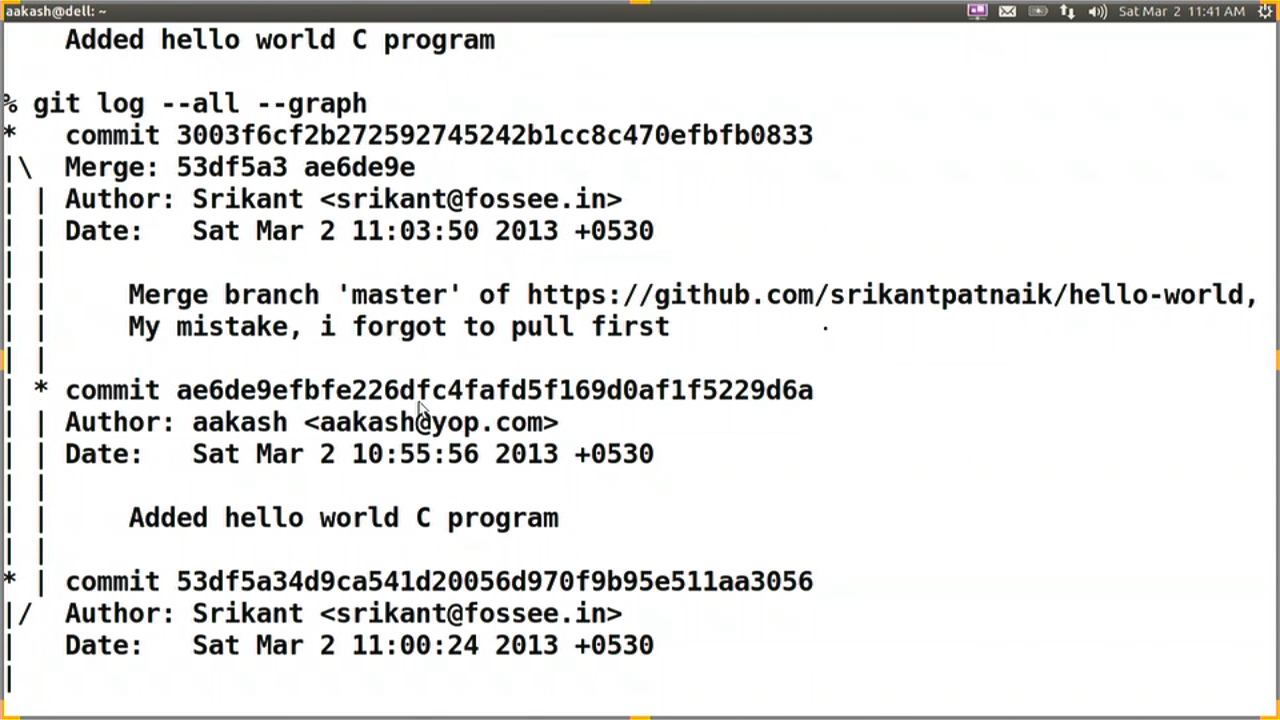 aakash@dell: ~
Sat Mar 2 11:41 AM
Added hello world C program
% git log --all --graph
* commit 3003f6cf2b272592745242b1cc8c470efbfb0833
|\ Merge: 53df5a3 ae6de9e
| | Author: Srikant <srikant@fossee.in>
| | Date: Sat Mar 2 11:03:50 2013 +0530
| |
| | Merge branch 'master' of https://github.com/srikantpatnaik/hello-world,
| | My mistake, i forgot to pull first
| |
| * commit ae6de9efbfe226dfc4fafd5f169d0af1f5229d6a
| | Author: aakash <aakash@yop.com>
| | Date: Sat Mar 2 10:55:56 2013 +0530
| |
| | Added hello world C program
| |
* | commit 53df5a34d9ca541d20056d970f9b95e511aa3056
|/ Author: Srikant <srikant@fossee.in>
| Date: Sat Mar 2 11:00:24 2013 +0530
|